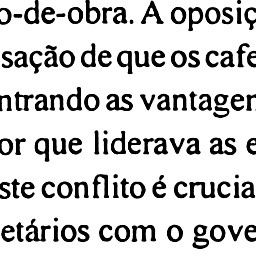 o-de-obra. A oposiç
sação de que os cafe
ntrando as vantagen
or que liderava as e
ste conflito é crucia
etários com o gove